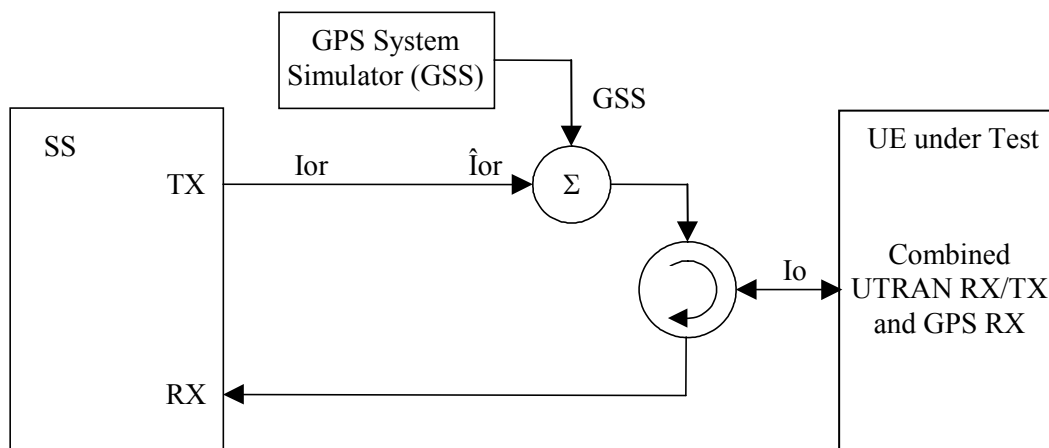 GPS System
Simulator (GSS)
GSS
SS
UE under Test
TX
Ior
Îor
Σ
Combined
UTRAN RX/TX
and GPS RX
Io
RX